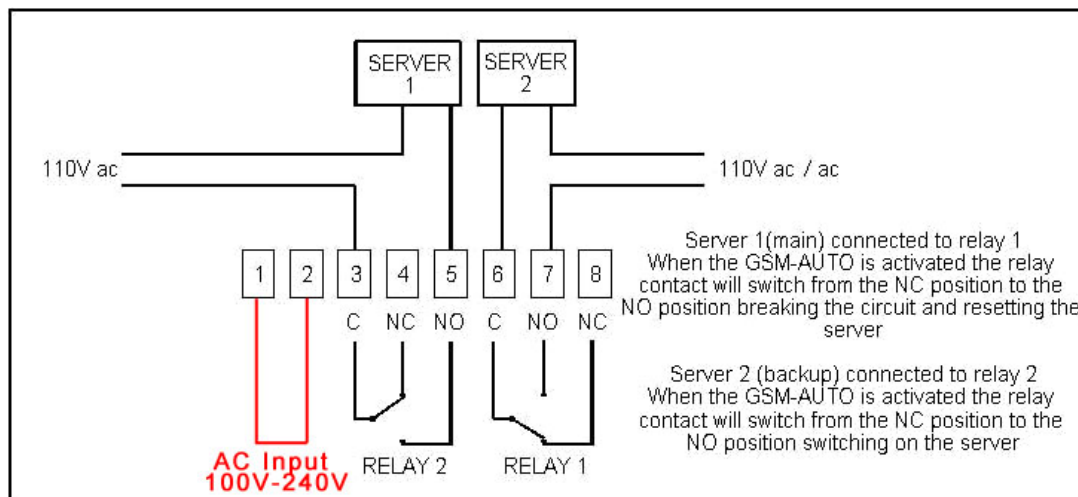 SERVER
1
SERVER
2
110V ac
110V ac / ac
1 2 3 4 5 6 7 8
C NC NO C NO NC
Server 1(main) connected to relay 1
When the GSM-AUTO is activated the relay
contact will switch from the NC position to the
NO position breaking the circuit and resetting the
server
Server 2 (backup) connected to relay 2
When the GSM-AUTO is activated the relay
contact will switch from the NC position to the
NO position switching on the server
AC Input
100V-240V
RELAY 2
RELAY 1